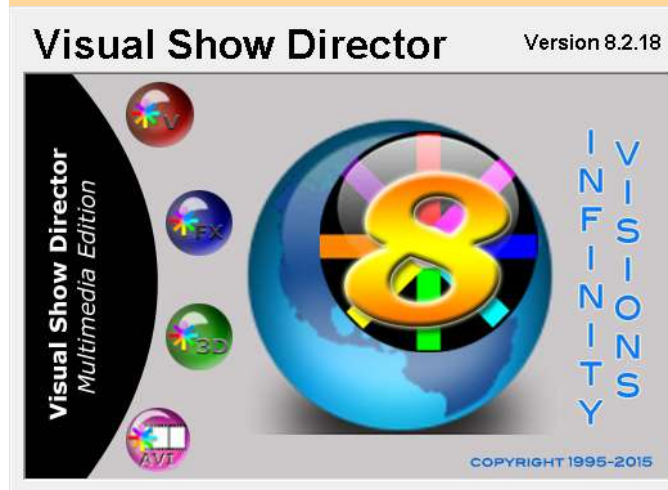 Visual Show Director
Version 8.2.18
Visual Show Director
Multimedia Edition
V
FX
3D
AVI
8
INFINITY
VISIONS
COPYRIGHT 1995-2015